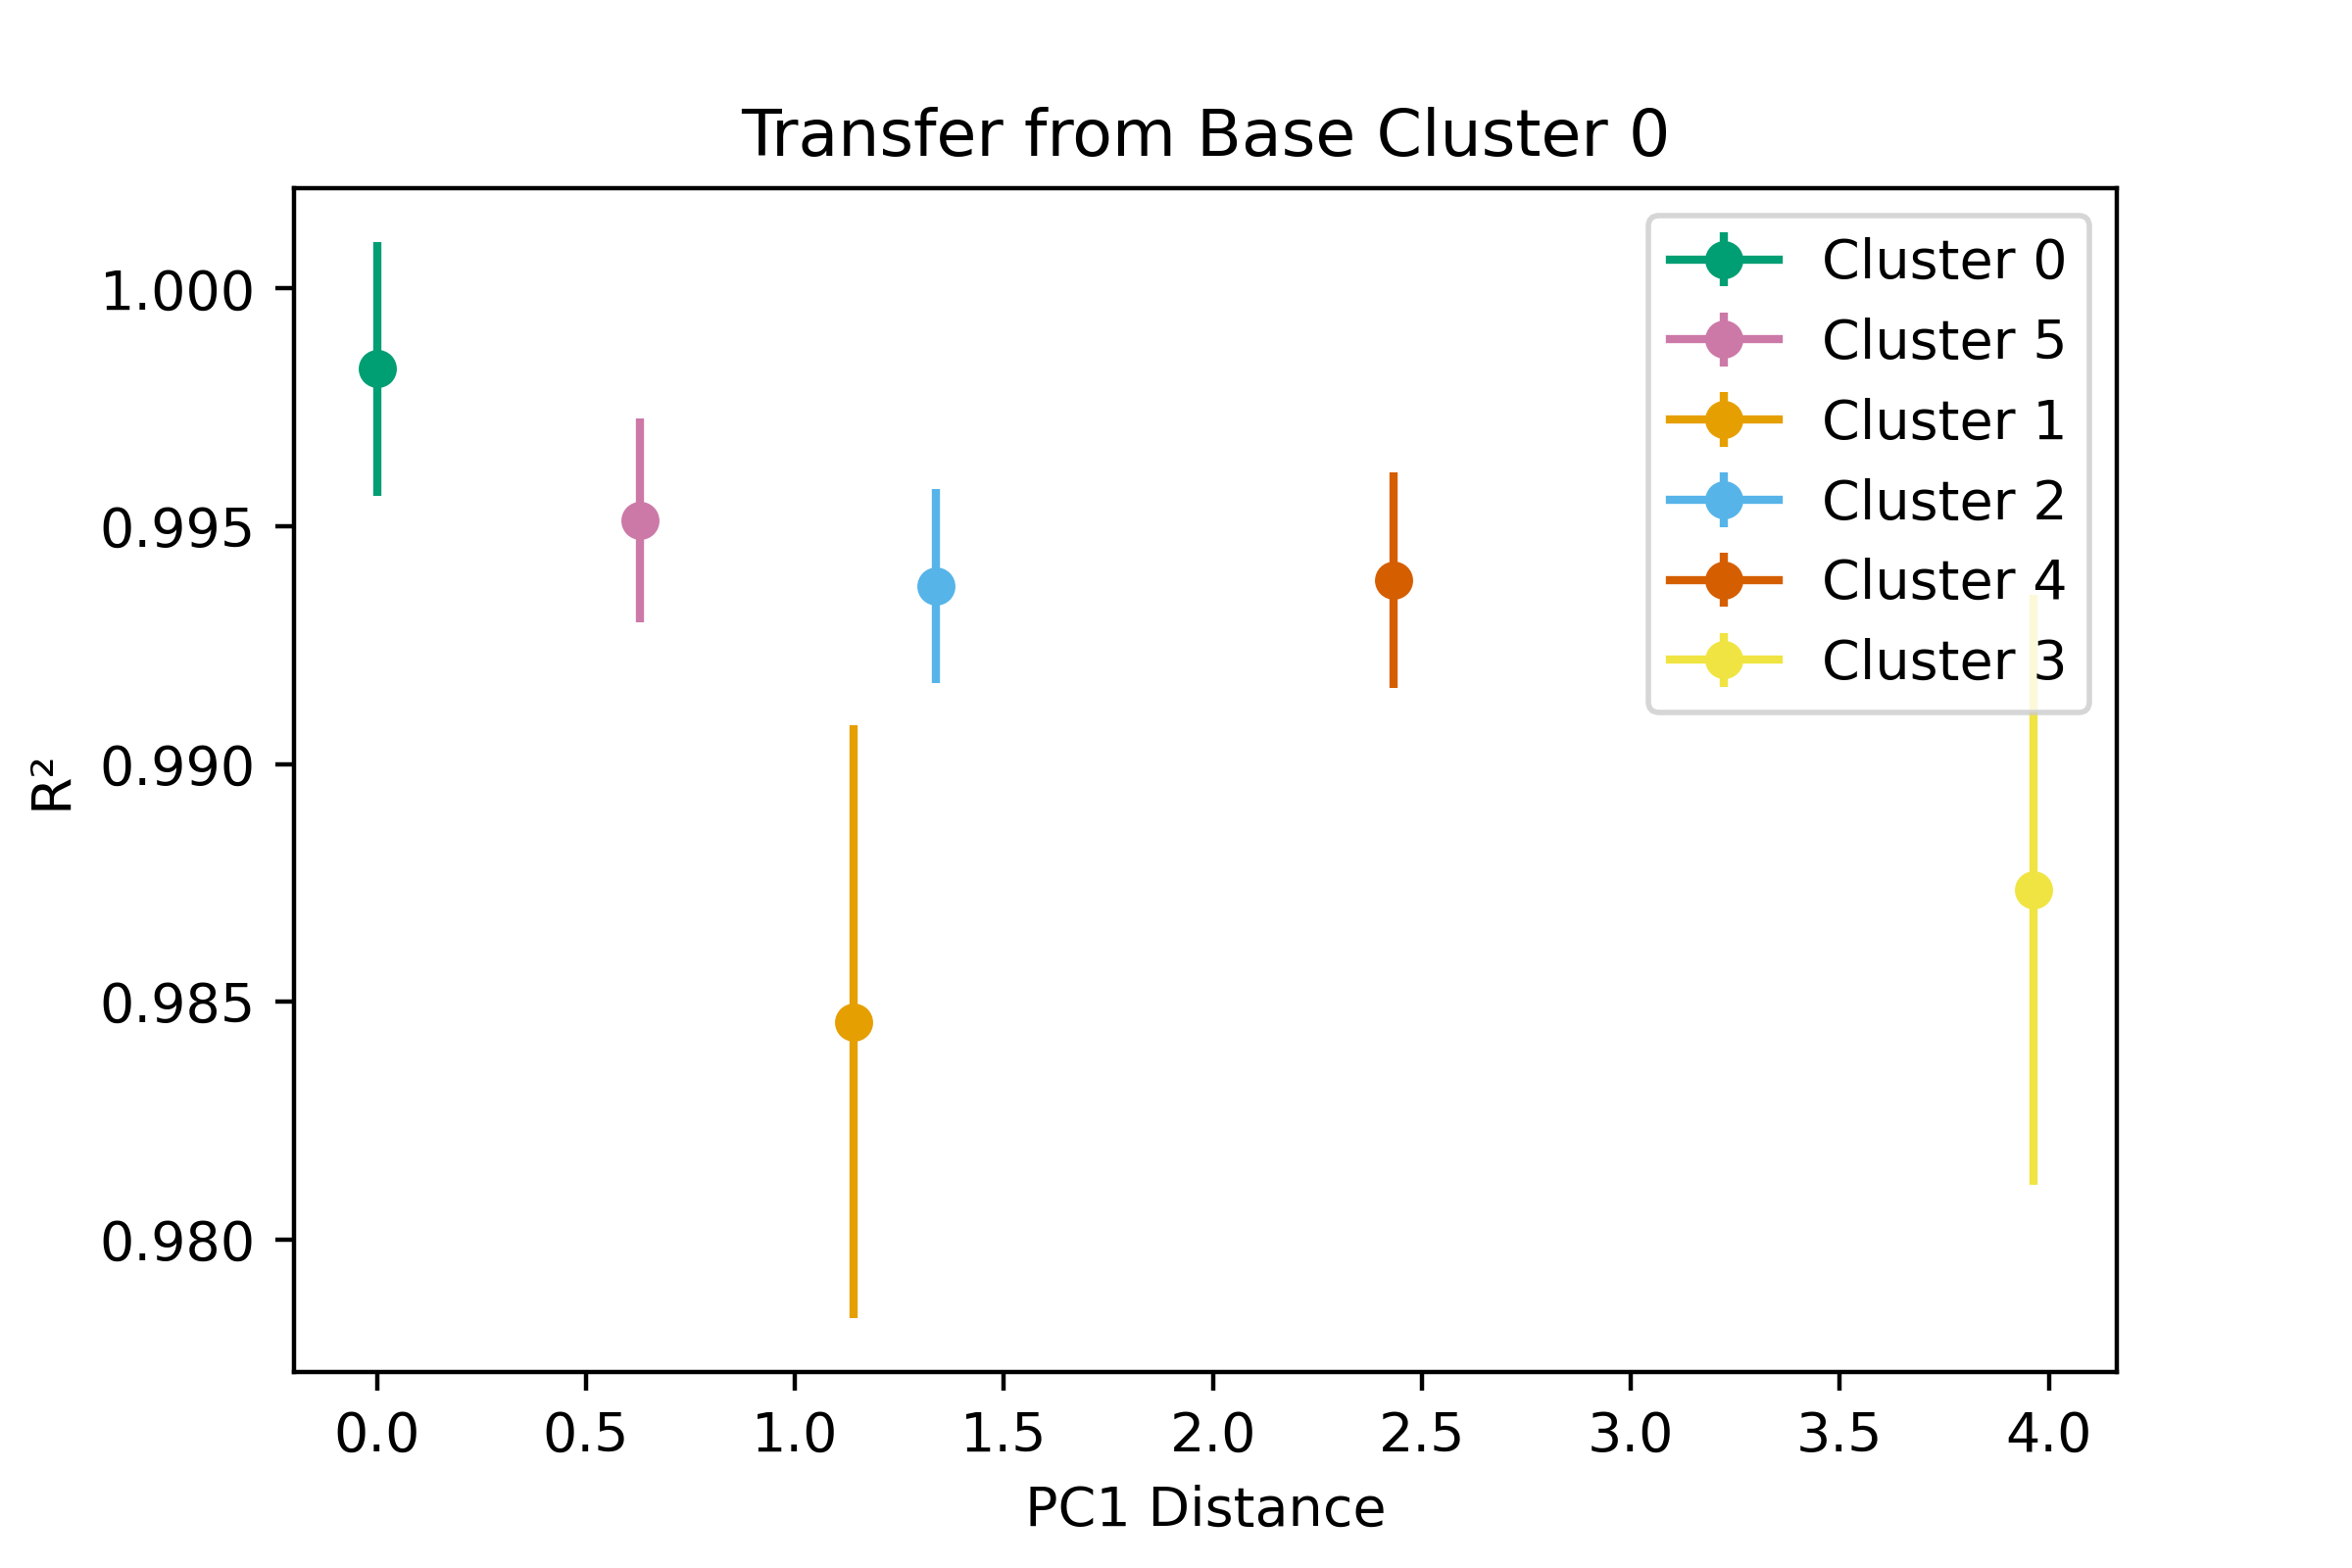 Transfer from Base Cluster 0
R²
1.000
0.995
0.990
0.985
0.980
Cluster 0
Cluster 5
Cluster 1
Cluster 2
Cluster 4
Cluster 3
0.0 0.5 1.0 1.5 2.0 2.5 3.0 3.5 4.0
PC1 Distance